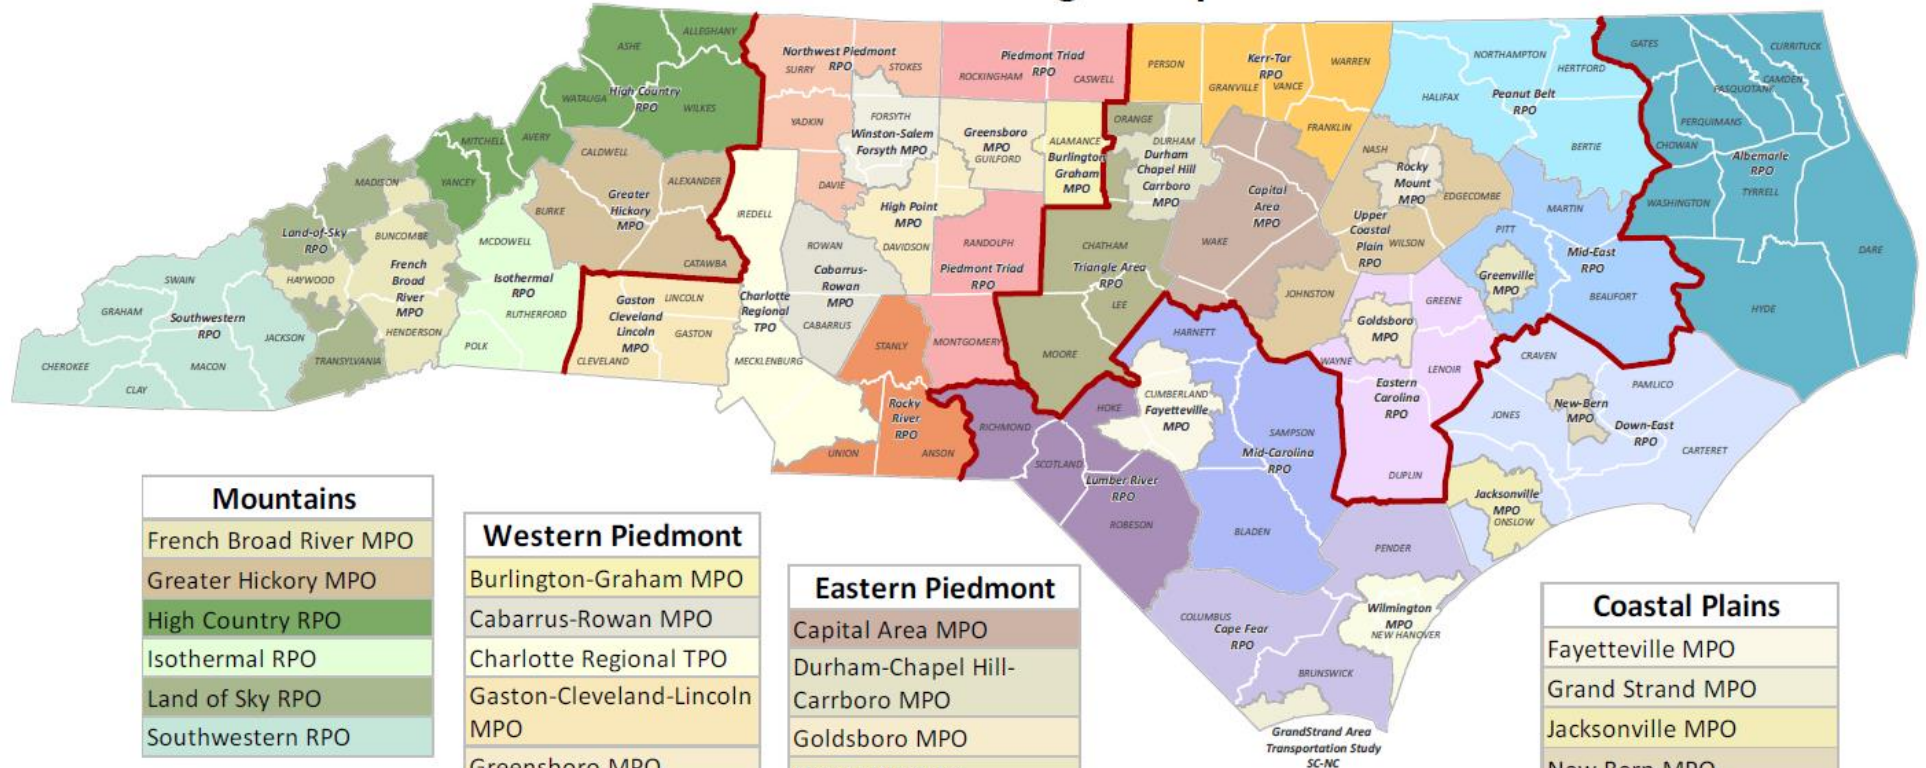 ASHE
ALLEGHANY
WATAUGA
High Country
RPO
WILKES
MITCHELL
AVERY
YANCEY
Northwest Piedmont
RPO
SURRY
STOKES
YADKIN
DAVIE
Piedmont Triad
RPO
ROCKINGHAM
CASWELL
FORSYTH
Winston-Salem
Forsyth MPO
Greensboro
MPO
GUILFORD
ALAMANCE
Burlington
Graham
MPO
High Point
MPO
DAVIDSON
RANDOLPH
Piedmont Triad
RPO
MONTGOMERY
PERSON
GRANVILLE
Kerr-Tar
RPO
VANCE
WARREN
FRANKLIN
ORANGE
DURHAM
Durham
Chapel Hill
Carrboro
MPO
Capital
Area
MPO
WAKE
CHATHAM
Triangle Area
RPO
LEE
MOORE
NORTHAMPTON
HERTFORD
HALIFAX
Peanut Belt
RPO
BERTIE
GATES
CURRITUCK
CAMDEN
PASQUOTANK
PERQUIMANS
CHOWAN
Albemarle
RPO
TYRRELL
WASHINGTON
DARE
HYDE
NASH
Rocky
Mount
MPO
EDGECOMBE
Upper
Coastal
Plain
RPO
WILSON
JOHNSTON
MARTIN
PITT
Mid-East
RPO
Greenville
MPO
BEAUFORT
GREENE
Goldsboro
MPO
WAYNE
LENOIR
Eastern
Carolina
RPO
DUPLIN
CRAVEN
PAMLICO
New-Bern
MPO
JONES
Down-East
RPO
CARTERET
Jacksonville
MPO
ONSLOW
CALDWELL
ALEXANDER
BURKE
Greater
Hickory
MPO
CATAWBA
MADISON
Land-of-Sky
RPO
BUNCOMBE
HAYWOOD
French
Broad
River
MPO
HENDERSON
TRANSYLVANIA
MCDOWELL
Isothermal
RPO
RUTHERFORD
POLK
SWAIN
GRAHAM
Southwestern
RPO
JACKSON
CHEROKEE
MACON
CLAY
Gaston
Cleveland
Lincoln
MPO
LINCOLN
GASTON
CLEVELAND
IREDELL
Charlotte
Regional
TPO
MECKLENBURG
ROWAN
Cabarrus-
Rowan
MPO
CABARRUS
STANLY
Rocky
River
RPO
UNION
ANSON
RICHMOND
HOKE
SCOTLAND
Lumber River
RPO
ROBESON
HARNETT
CUMBERLAND
Fayetteville
MPO
SAMPSON
Mid-Carolina
RPO
BLADEN
PENDER
Wilmington
MPO
NEW HANOVER
COLUMBUS
Cape Fear
RPO
BRUNSWICK
GrandStrand Area
Transportation Study
SC-NC
Mountains
French Broad River MPO
Greater Hickory MPO
High Country RPO
Isothermal RPO
Land of Sky RPO
Southwestern RPO
Western Piedmont
Burlington-Graham MPO
Cabarrus-Rowan MPO
Charlotte Regional TPO
Gaston-Cleveland-Lincoln
MPO
Greensboro MPO
Eastern Piedmont
Capital Area MPO
Durham-Chapel Hill-
Carrboro MPO
Goldsboro MPO
Coastal Plains
Fayetteville MPO
Grand Strand MPO
Jacksonville MPO
New Bern MPO